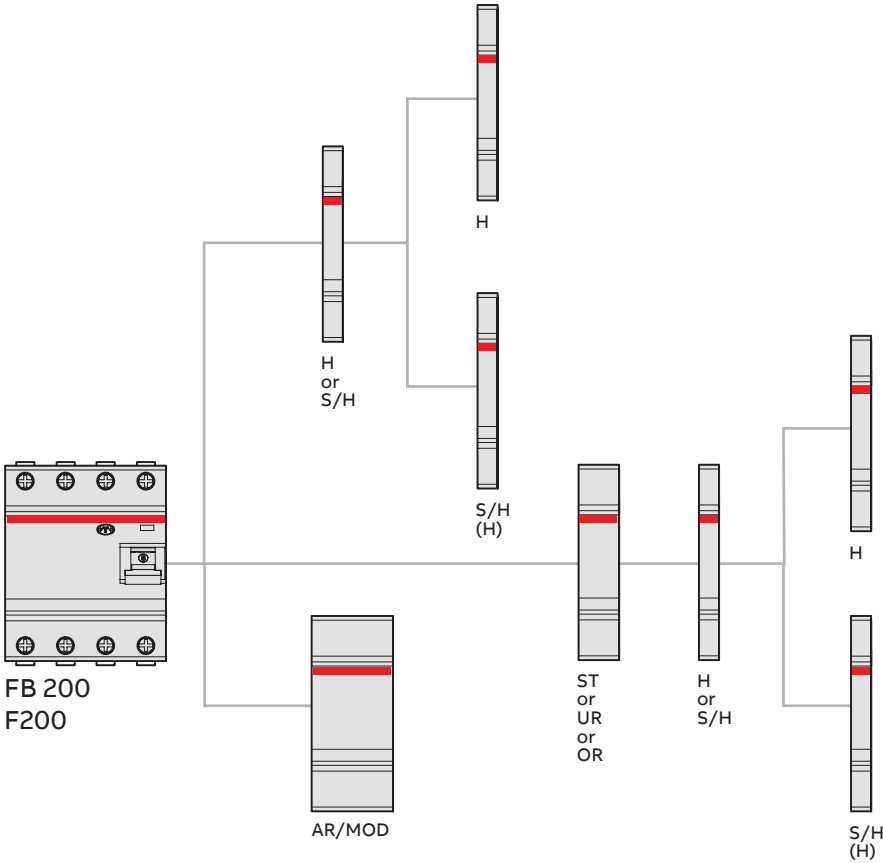 H
H
or
S/H
S/H
(H)
H
FB 200
F200
ST
or
UR
or
OR
H
or
S/H
AR/MOD
S/H
(H)